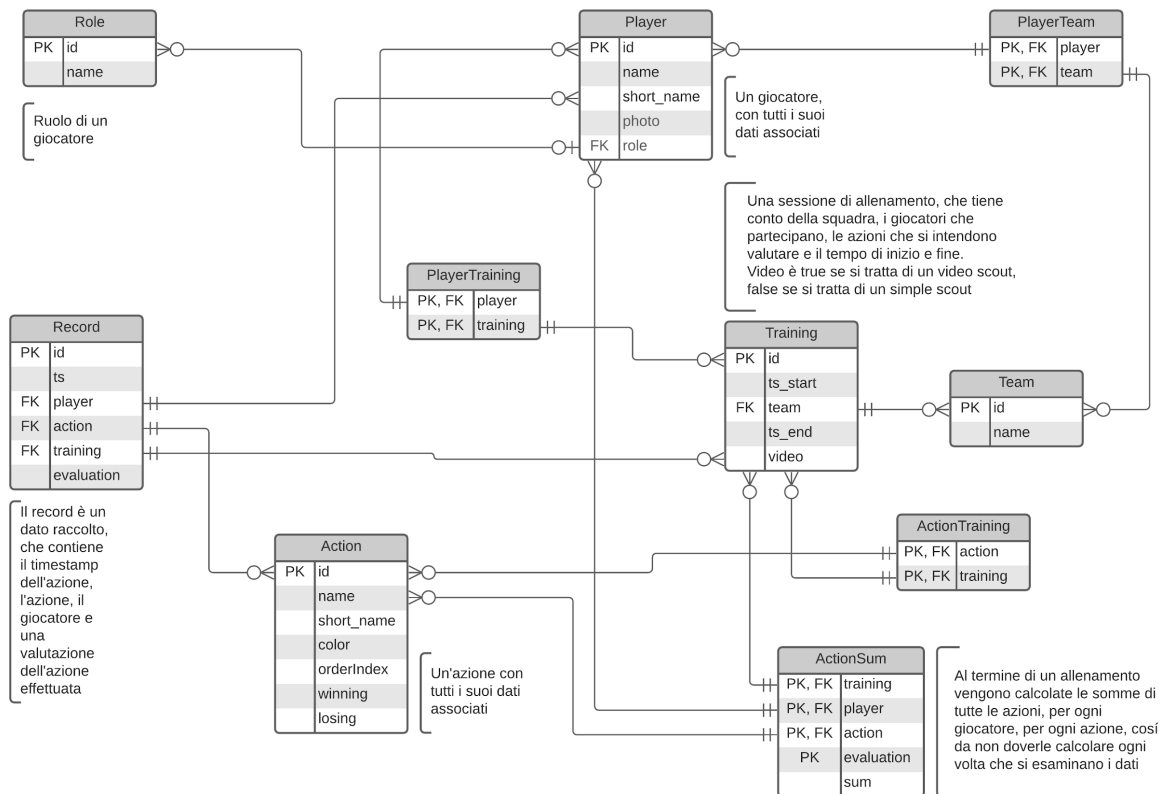 Role
PK id
name
Ruolo di un
giocatore
Player
PK id
name
short_name
photo
FK role
Un giocatore,
con tutti i suoi
dati associati
PlayerTeam
PK, FK player
PK, FK team
Una sessione di allenamento, che tiene
conto della squadra, i giocatori che
partecipano, le azioni che si intendono
valutare e il tempo di inizio e fine.
Video è true se si tratta di un video scout,
false se si tratta di un simple scout
PlayerTraining
PK, FK player
PK, FK training
Record
PK id
ts
FK player
FK action
FK training
evaluation
Il record è un
dato raccolto,
che contiene
il timestamp
dell'azione,
l'azione, il
giocatore e
una
valutazione
dell'azione
effettuata
Training
PK id
ts_start
FK team
ts_end
video
Team
PK id
name
Action
PK id
name
short_name
color
orderIndex
winning
losing
Un'azione con
tutti i suoi dati
associati
ActionTraining
PK, FK action
PK, FK training
ActionSum
PK, FK training
PK, FK player
PK, FK action
PK evaluation
sum
Al termine di un allenamento
vengono calcolate le somme di
tutte le azioni, per ogni
giocatore, per ogni azione, cosí
da non doverle calcolare ogni
volta che si esaminano i dati